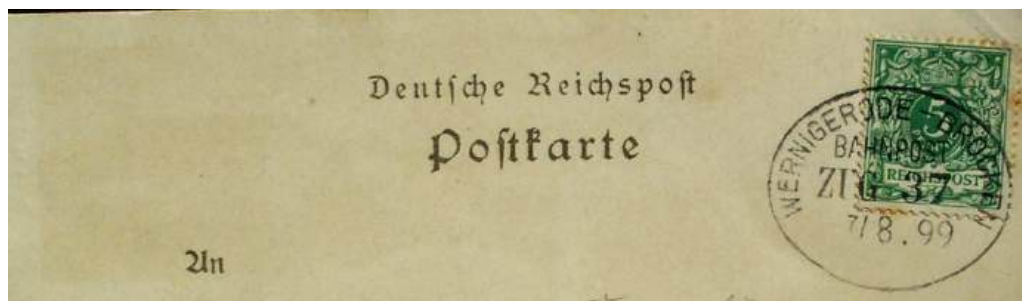 Deutſche Reichspoſt
Poſtkarte
An
5
REICHSPOST
WERNIGERODE BROCKEN
BAHNPOST
ZUG 37
7/8.99